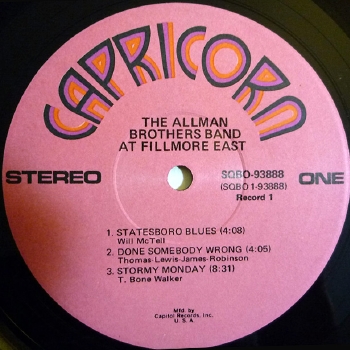 CAPRICORN
THE ALLMAN
BROTHERS BAND
AT FILLMORE EAST
STEREO
SQBO-93888
(SQBO 1-93888)
Record 1
ONE
1. STATESBORO BLUES (4:08)
Will McTell
2. DONE SOMEBODY WRONG (4:05)
Thomas-Lewis-James-Robinson
3. STORMY MONDAY (8:31)
T. Bone Walker
Mfd. by
Capitol Records, Inc.
U. S. A.